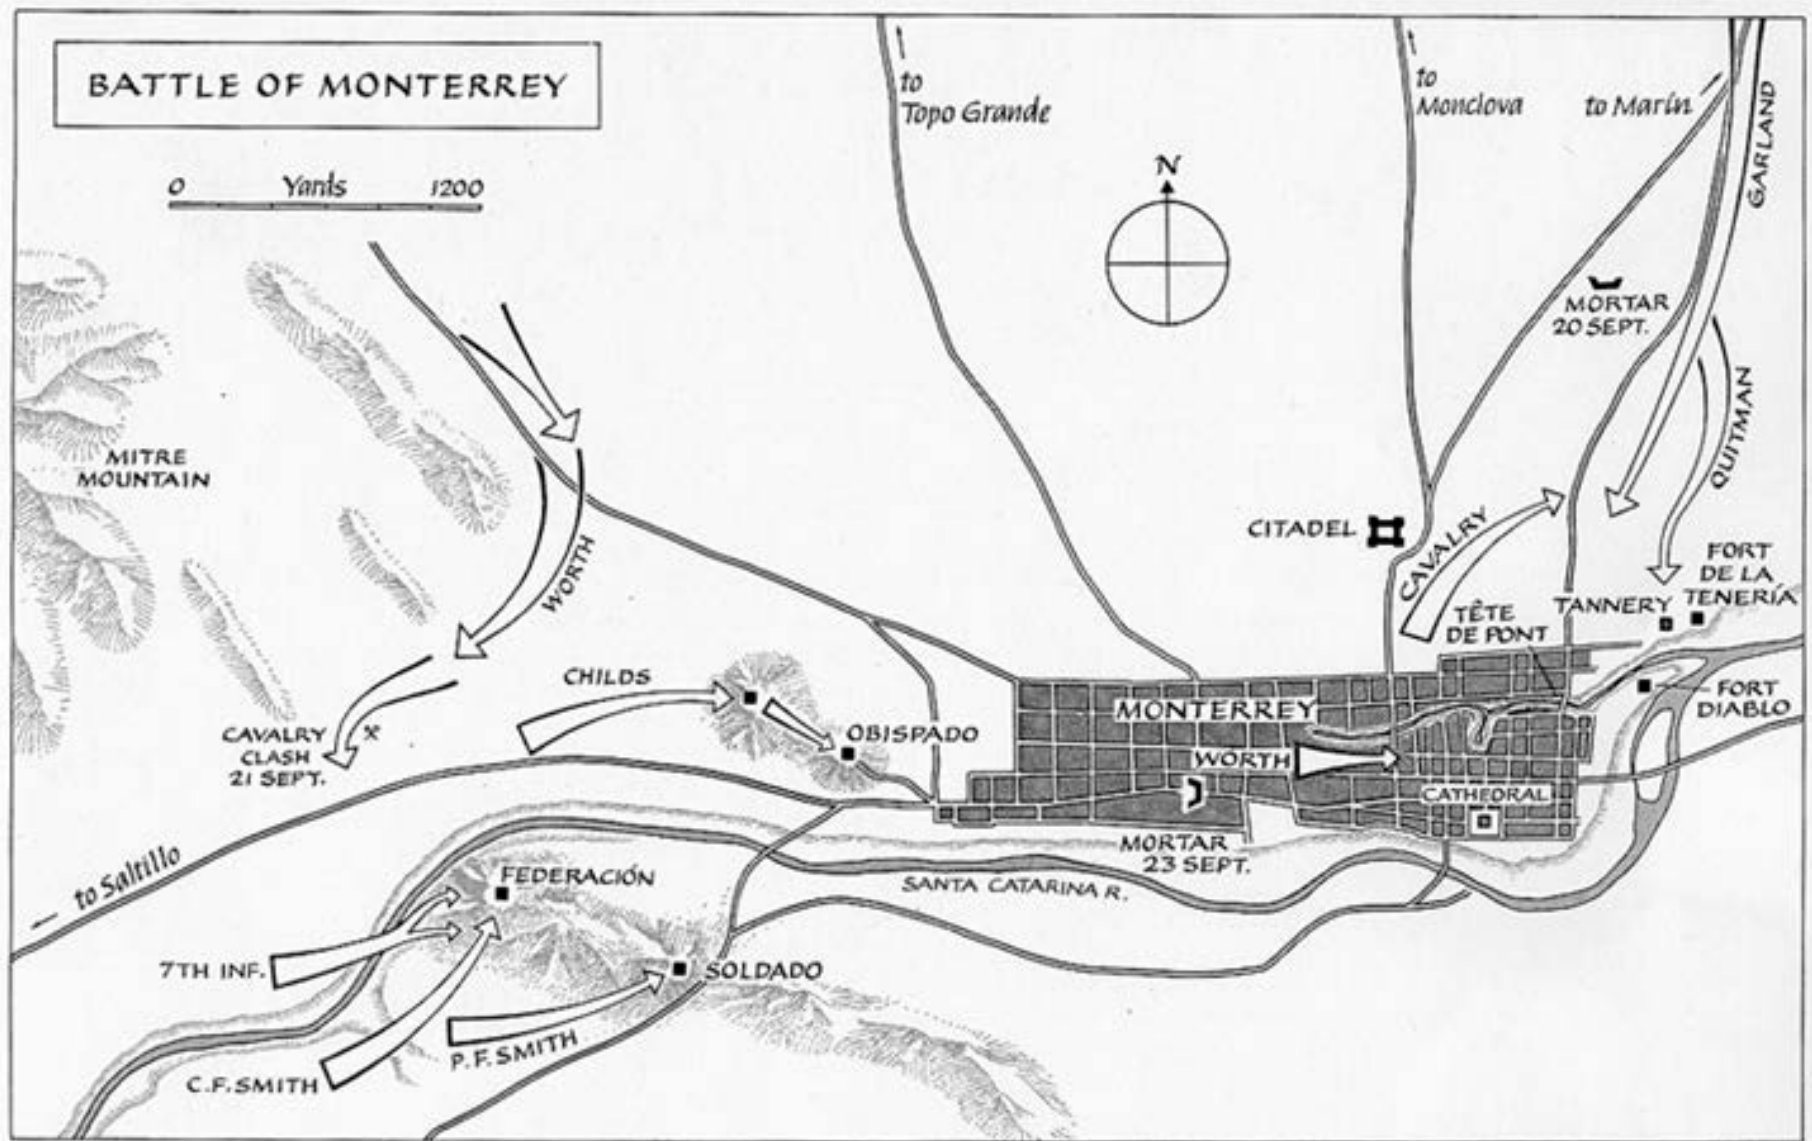 BATTLE OF MONTERREY
0 Yards 1200
to
Topo Grande
to
Monclova
to Marín
GARLAND
N
MORTAR
20 SEPT.
QUITMAN
MITRE
MOUNTAIN
WORTH
CITADEL
CAVALRY
FORT
DE LA
TENERÍA
TANNERY
TÊTE
DE PONT
CHILDS
OBISPADO
CAVALRY
CLASH
21 SEPT.
MONTERREY
WORTH
CATHEDRAL
FORT
DIABLO
MORTAR
23 SEPT.
to Saltillo
FEDERACIÓN
SANTA CATARINA R.
7TH INF.
SOLDADO
P.F. SMITH
C.F. SMITH